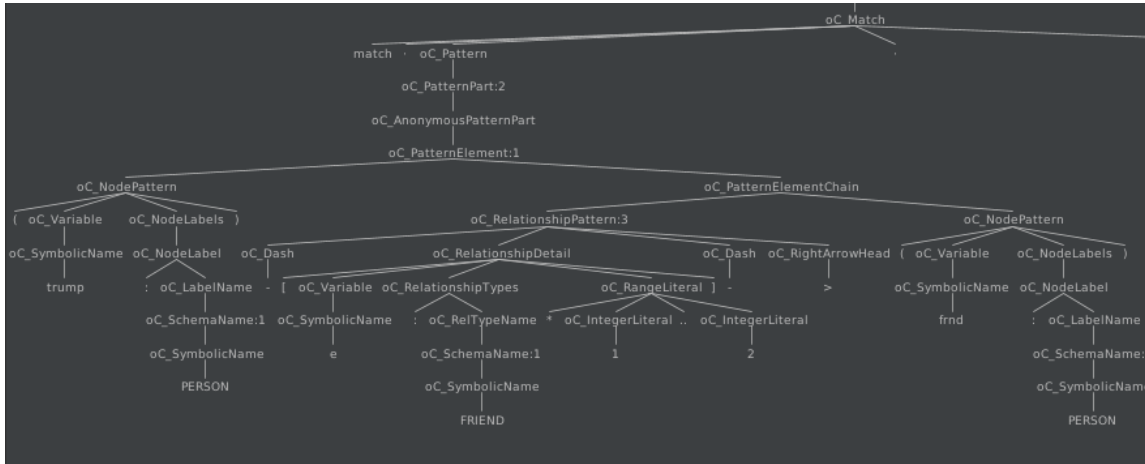 oC_Match
match oC_Pattern
oC_PatternPart:2
oC_AnonymousPatternPart
oC_PatternElement:1
oC_NodePattern oC_PatternElementChain
( oC_Variable oC_NodeLabels ) oC_RelationshipPattern:3 oC_NodePattern
oC_SymbolicName oC_NodeLabel oC_Dash oC_RelationshipDetail oC_Dash oC_RightArrowHead ( oC_Variable oC_NodeLabels )
trump : oC_LabelName - [ oC_Variable oC_RelationshipTypes oC_RangeLiteral ] - > oC_SymbolicName oC_NodeLabel
oC_SchemaName:1 oC_SymbolicName : oC_RelTypeName * oC_IntegerLiteral .. oC_IntegerLiteral frnd : oC_LabelName
oC_SymbolicName e oC_SchemaName:1 1 2 oC_SchemaName:
PERSON oC_SymbolicName oC_SymbolicName
FRIEND PERSON